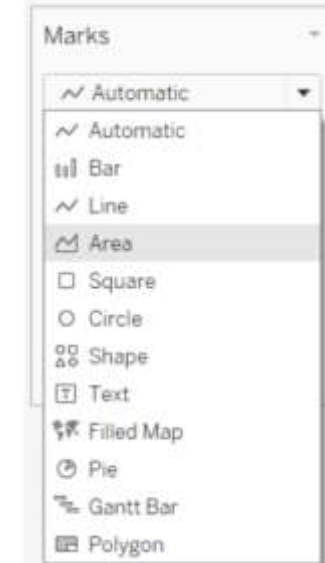 Marks
Automatic
Automatic
Bar
Line
Area
Square
Circle
Shape
Text
Filled Map
Pie
Gantt Bar
Polygon